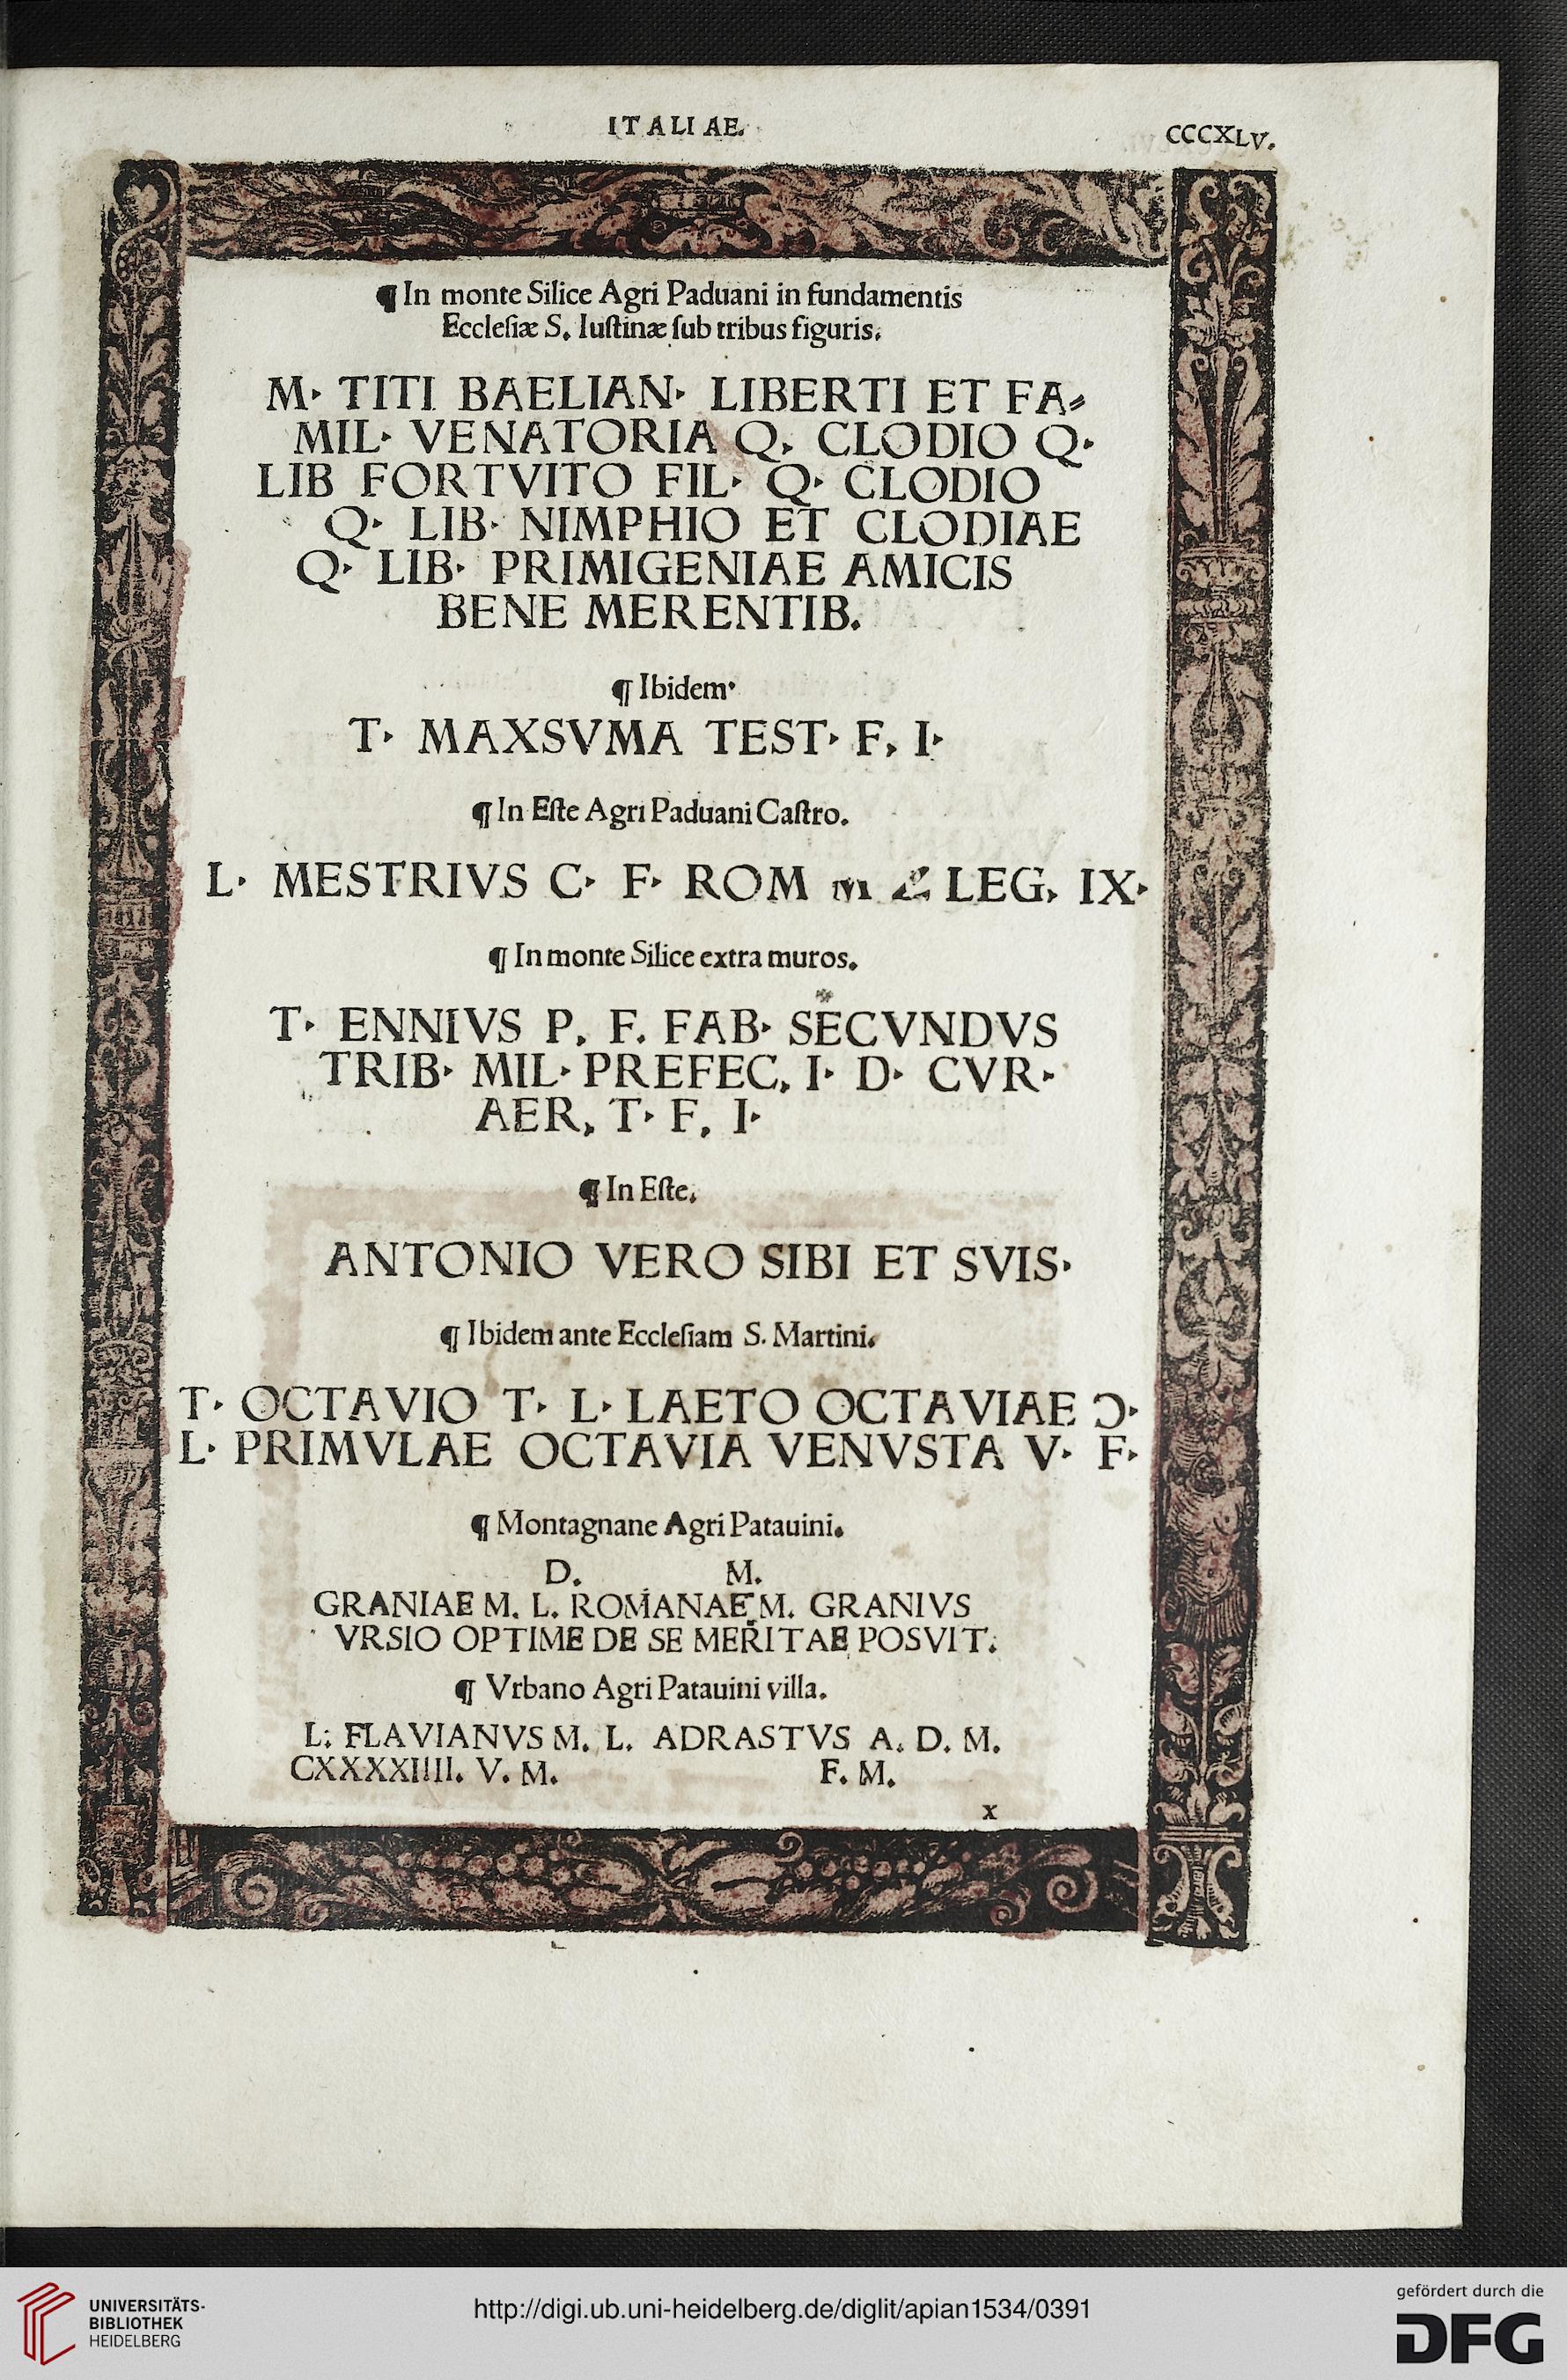 ITALIAE.
CCCXLV.
¶ In monte Silice Agri Paduani in fundamentis
Ecclesiæ S. Iustinæ sub tribus figuris.
M· TITI BAELIAN· LIBERTI ET FA⸗
MIL· VENATORIA Q. CLODIO Q·
LIB FORTVITO FIL· Q· CLODIO
Q· LIB· NIMPHIO ET CLODIAE
Q· LIB· PRIMIGENIAE AMICIS
BENE MERENTIB.
¶ Ibidem·
T· MAXSVMA TEST· F, I·
¶ In Este Agri Paduani Castro.
L· MESTRIVS C· F· ROM LEG, IX·
¶ In monte Silice extra muros.
T· ENNIVS P. F. FAB· SECVNDVS
TRIB· MIL· PREFEC, I· D· CVR·
AER, T· F, I·
¶ In Este.
ANTONIO VERO SIBI ET SVIS·
¶ Ibidem ante Ecclesiam S. Martini.
T· OCTAVIO T· L· LAETO OCTAVIAE Ɔ·
L· PRIMVLAE OCTAVIA VENVSTA V· F·
¶ Montagnane Agri Patauini.
D. M.
GRANIAE M. L. ROMANAE M. GRANIVS
VRSIO OPTIME DE SE MERITAE POSVIT.
¶ Vrbano Agri Patauini villa.
L: FLAVIANVS M. L. ADRASTVS A. D. M.
CXXXXIIII. V. M. F. M.
x
UNIVERSITÄTS-
BIBLIOTHEK
HEIDELBERG
http://digi.ub.uni-heidelberg.de/diglit/apian1534/0391
gefördert durch die
DFG